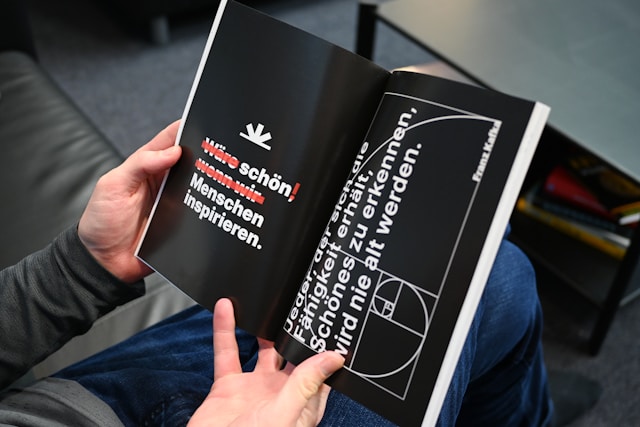 Wäre schön,
wenn wir
Menschen
inspirieren.
Jeder, der sich die
Fähigkeit erhält,
Schönes zu erkennen,
wird nie alt werden.
Franz Kafka